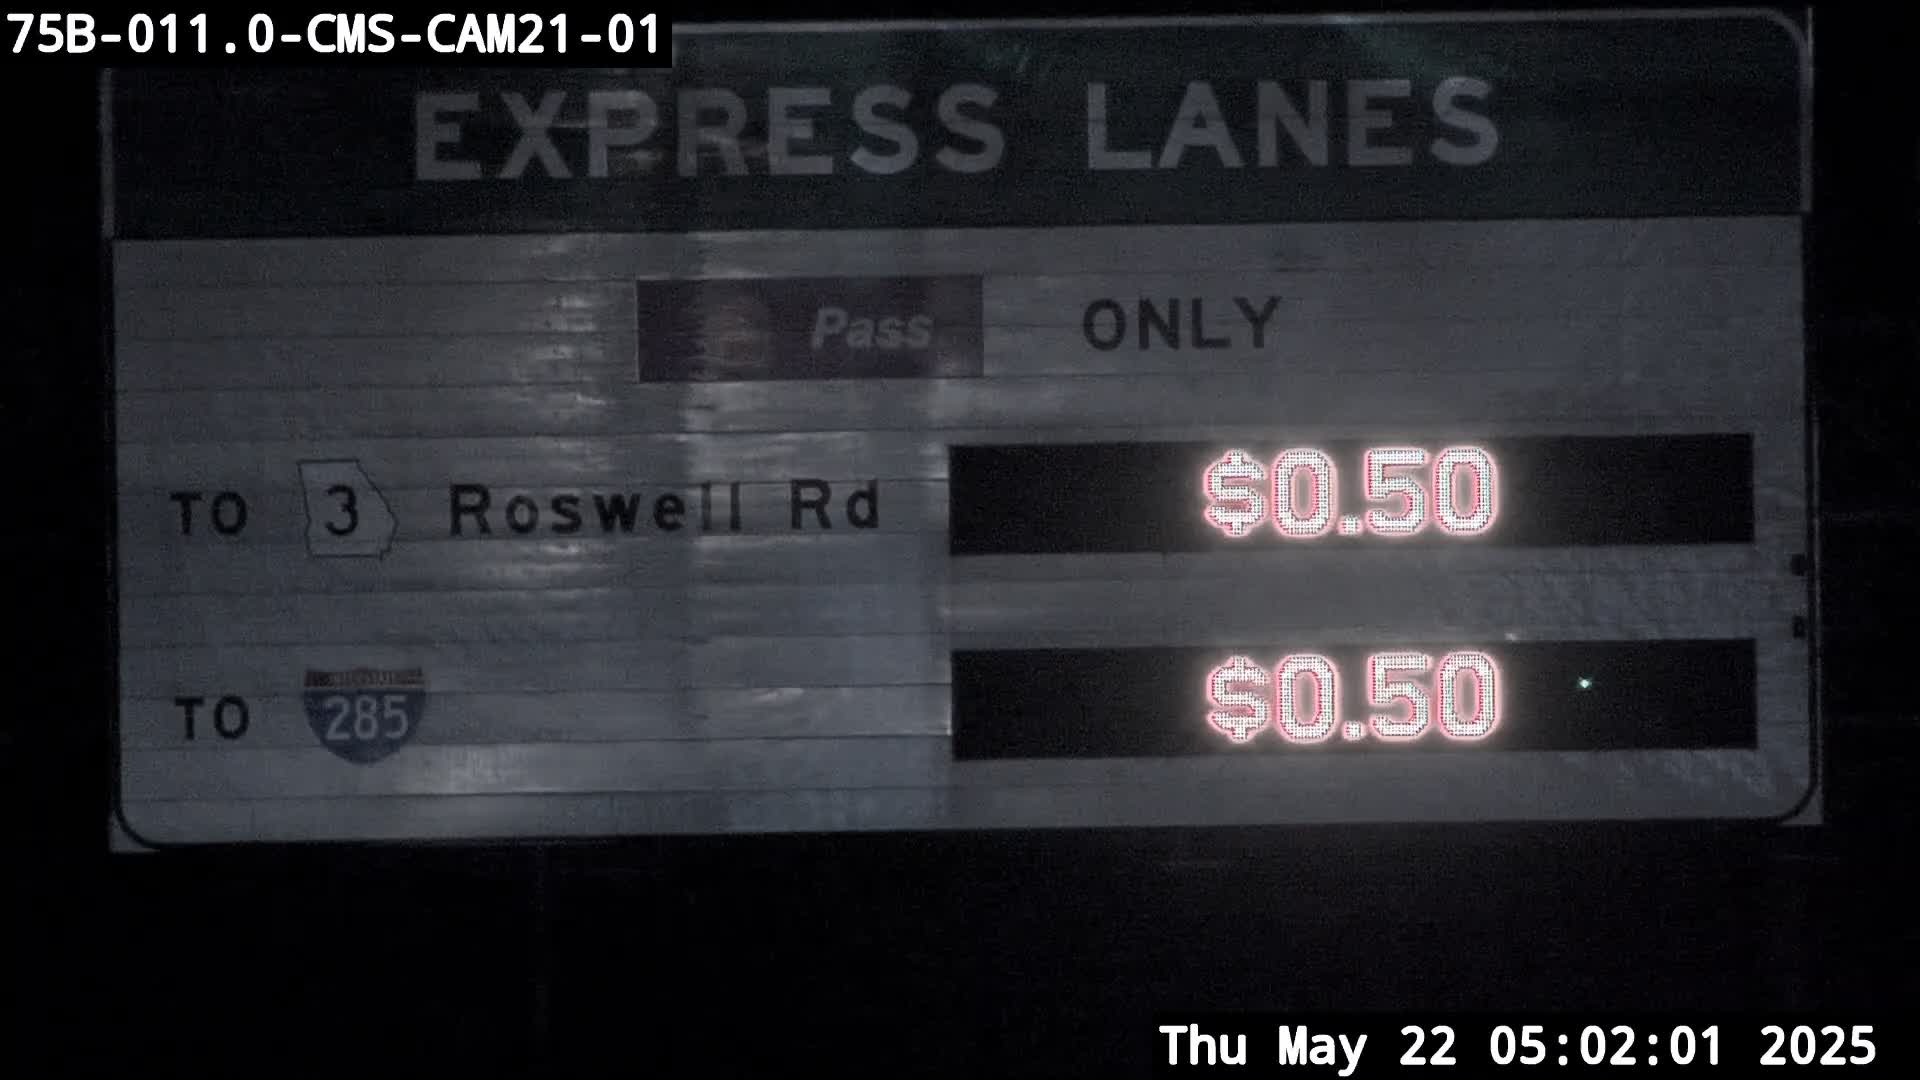 75B-011.0-CMS-CAM21-01
EXPRESS LANES
Pass ONLY
TO 3 Roswell Rd $0.50
TO 285 $0.50
Thu May 22 05:02:01 2025